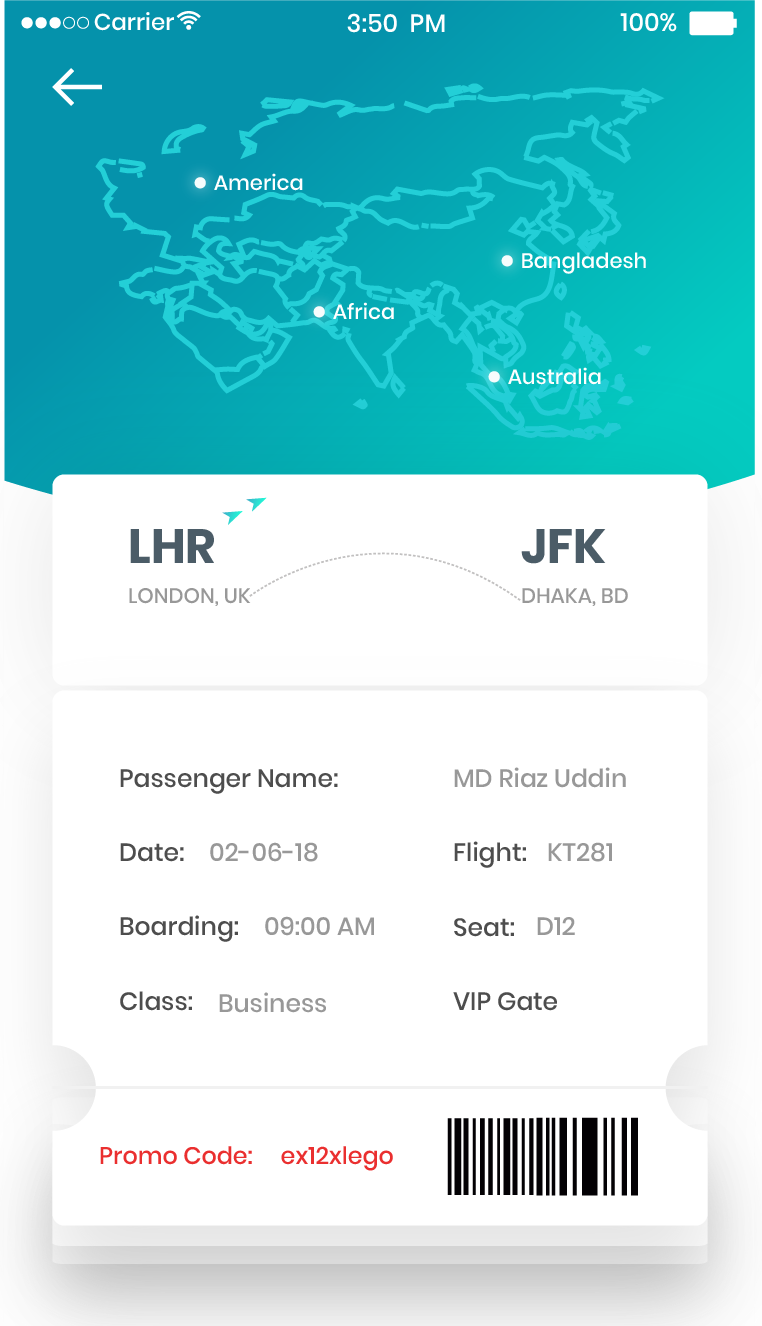 Carrier 3:50 PM 100%
America
Bangladesh
Africa
Australia
LHR JFK
LONDON, UK DHAKA, BD
Passenger Name: MD Riaz Uddin
Date: 02-06-18 Flight: KT281
Boarding: 09:00 AM Seat: D12
Class: Business VIP Gate
Promo Code: ex12xlego